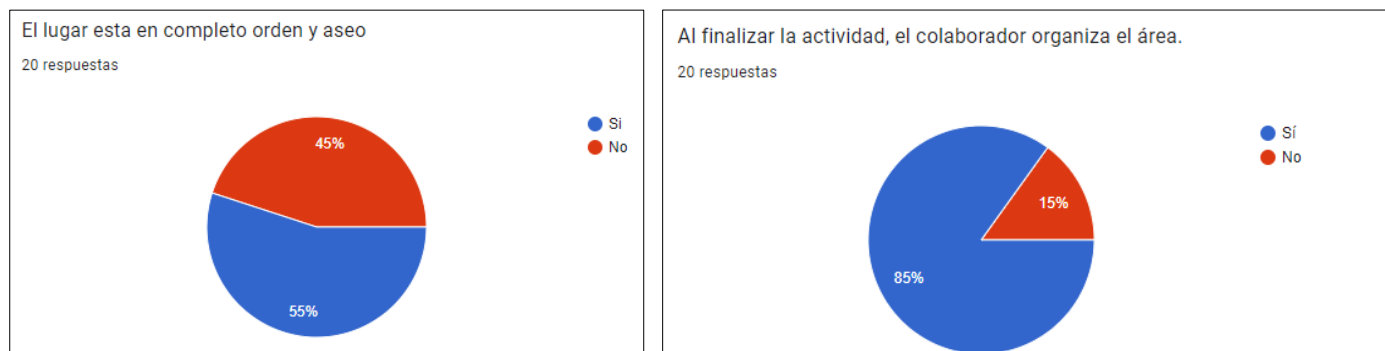 El lugar esta en completo orden y aseo
20 respuestas
Si
No
45%
55%
Al finalizar la actividad, el colaborador organiza el área.
20 respuestas
Sí
No
15%
85%